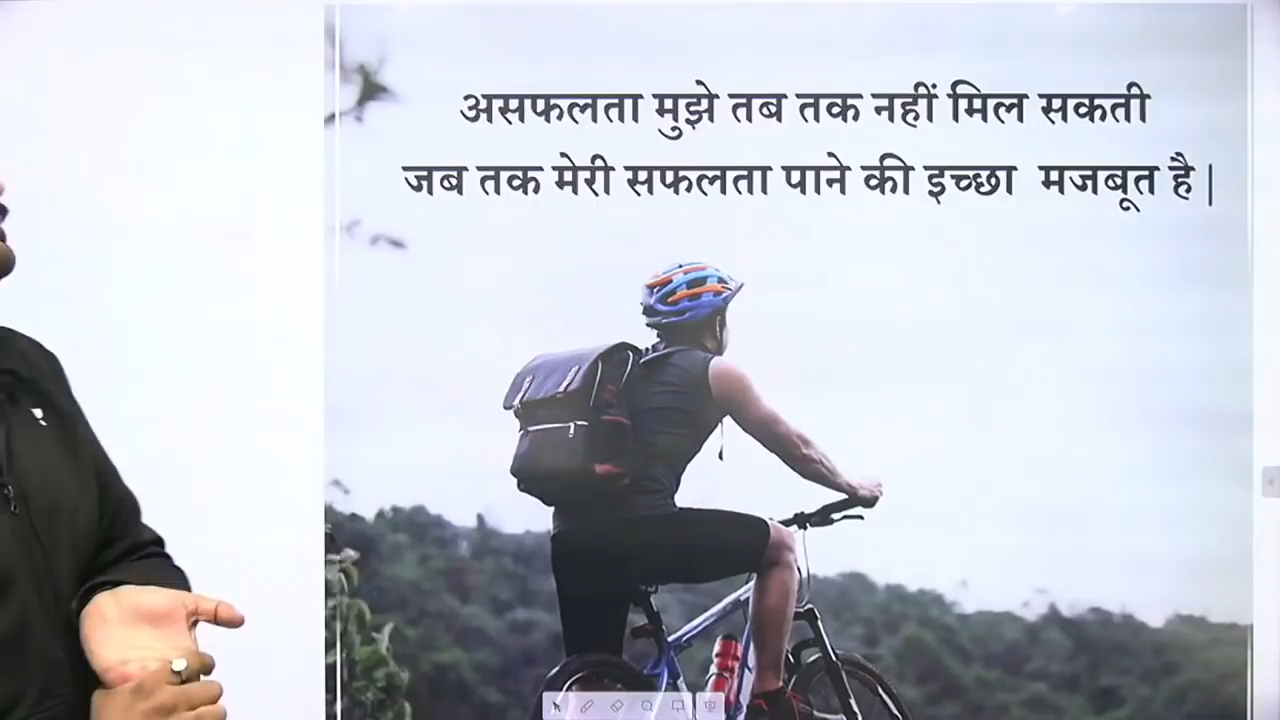 असफलता मुझे तब तक नहीं मिल सकती
जब तक मेरी सफलता पाने की इच्छा  मजबूत है |